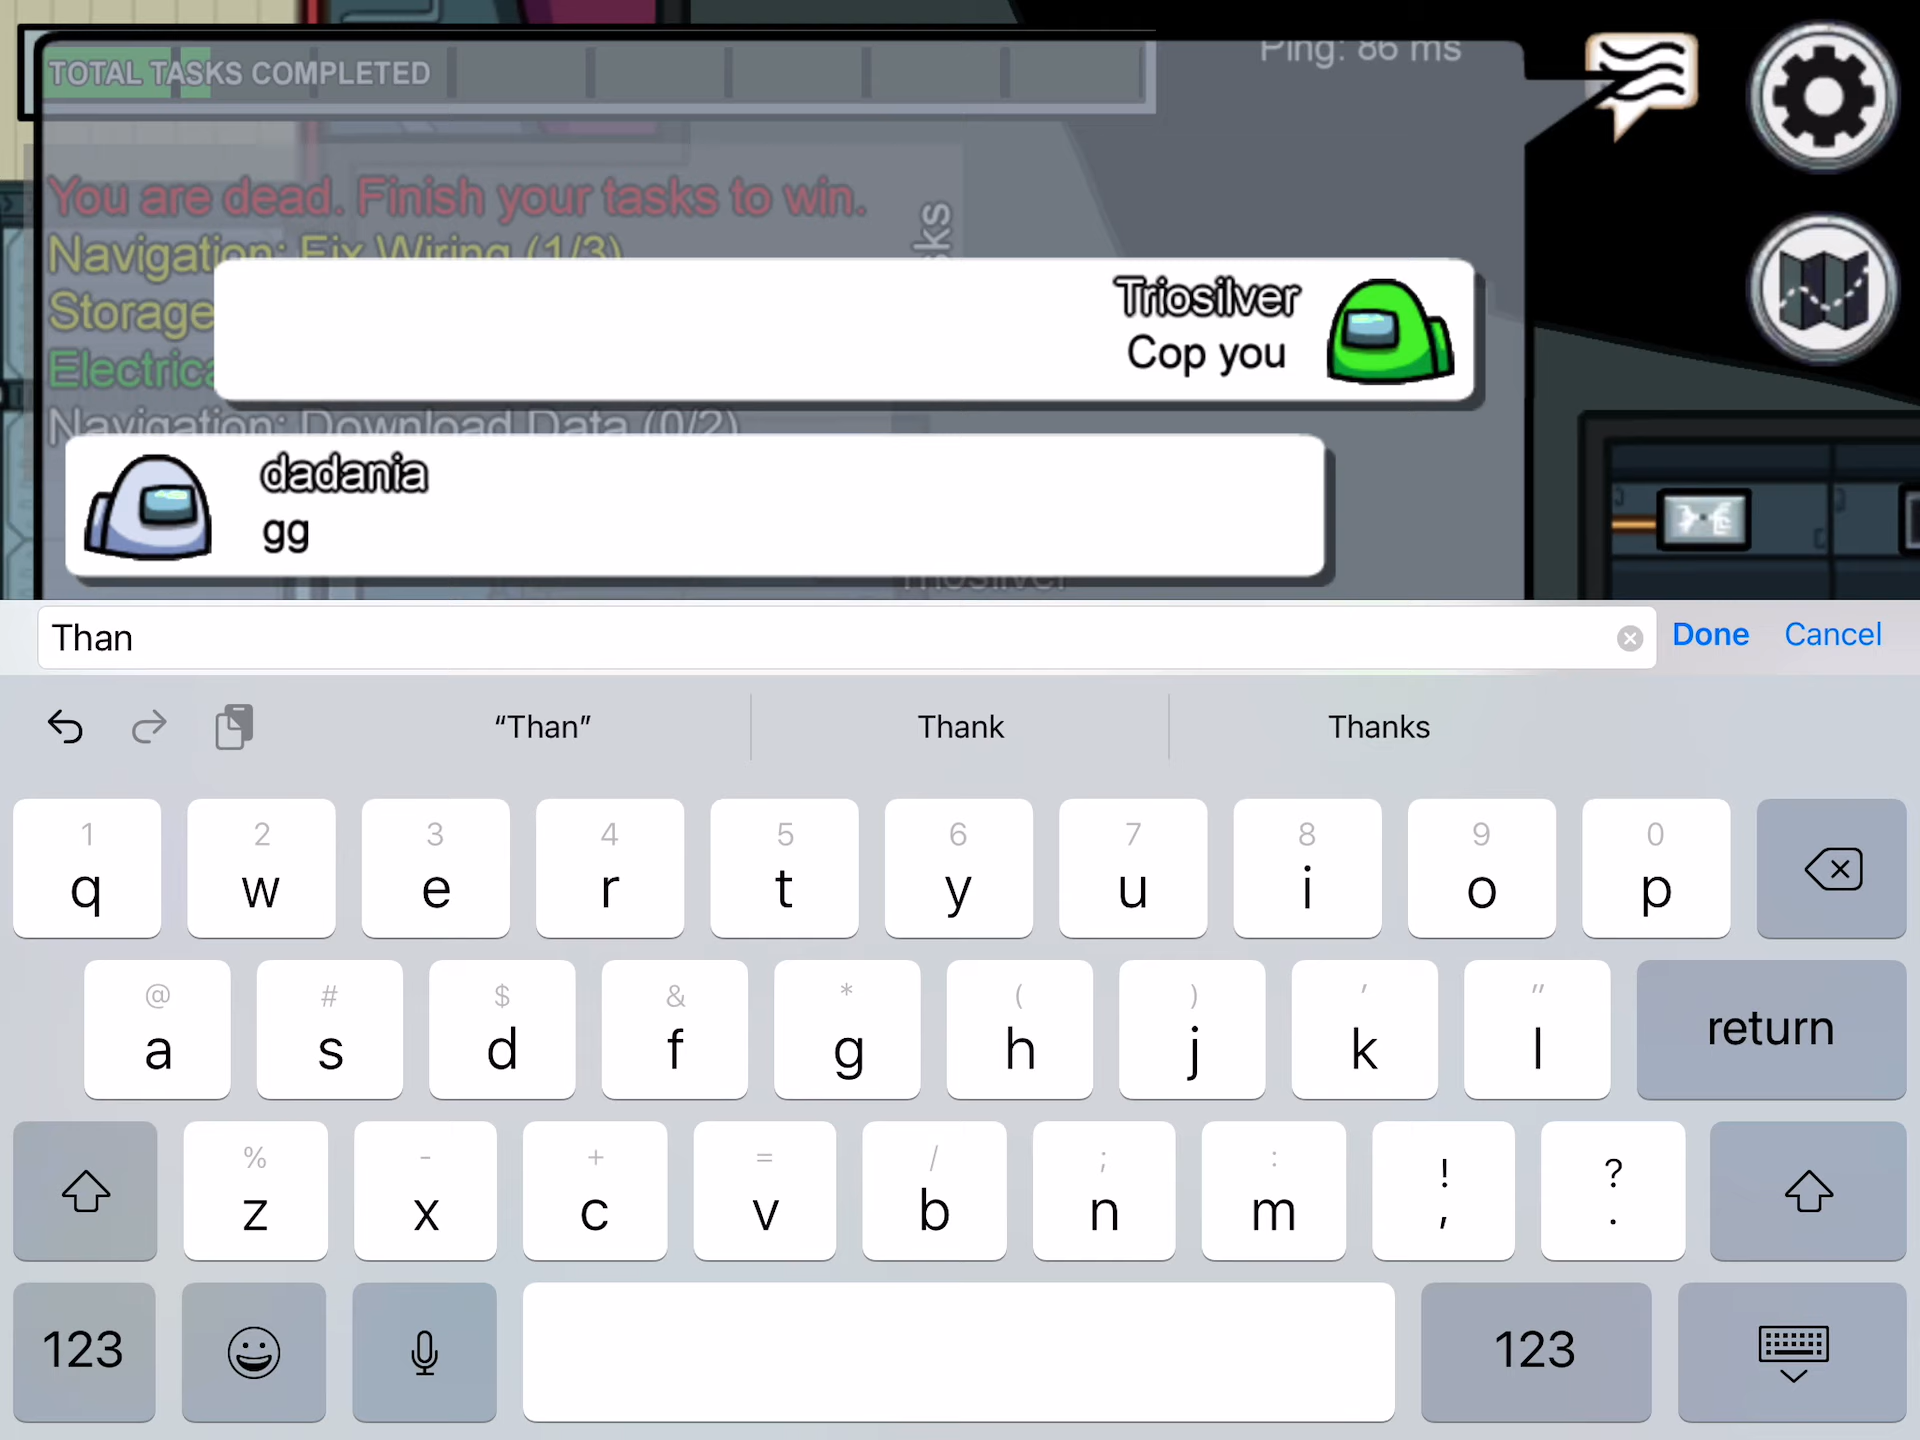 TOTAL TASKS COMPLETED
Ping: 86 ms
You are dead. Finish your tasks to win.
Navigation: Fix Wiring (1/3)
Storage
Electrica
Navigation: Download Data (0/2)
Triosilver
Cop you
dadania
gg
Triosilver
Than
Done
Cancel
“Than”
Thank
Thanks
1 2 3 4 5 6 7 8 9 0
q w e r t y u i o p
@ # $ & * ( ) ' "
a s d f g h j k l
return
% - + = / ; : ! ?
z x c v b n m , .
123
123